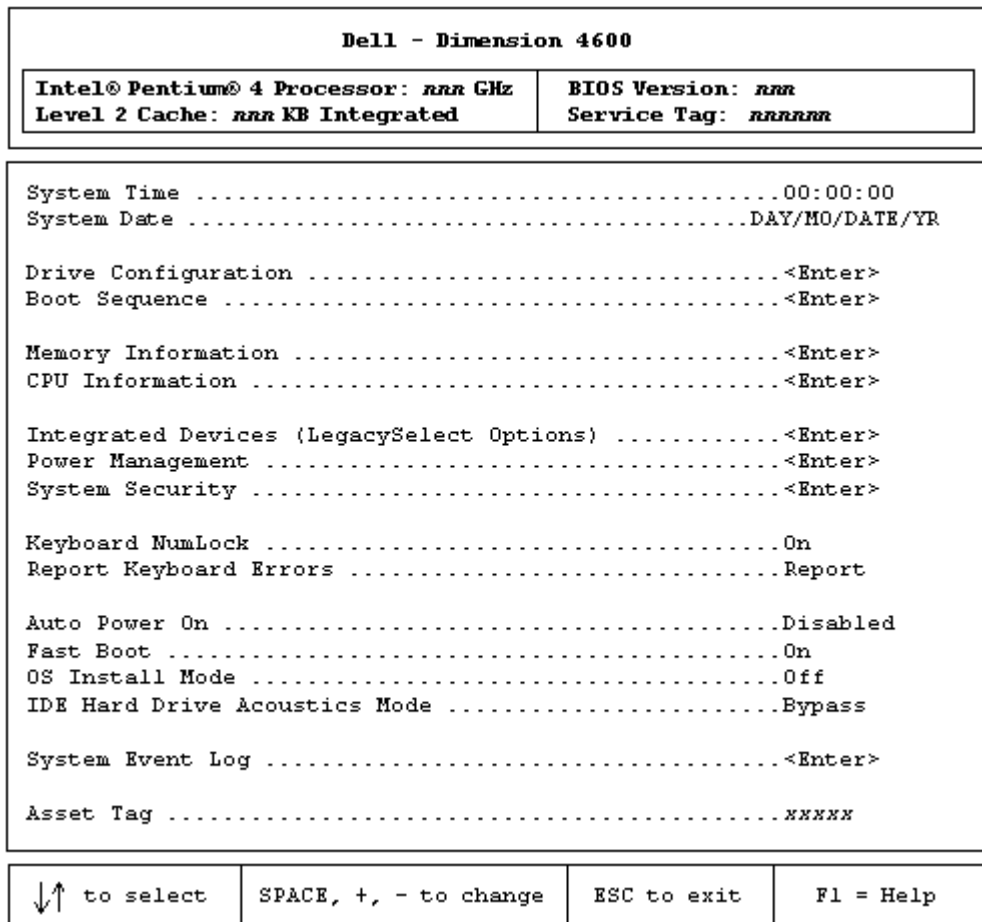 Dell - Dimension 4600
Intel® Pentium® 4 Processor: nnn GHz
Level 2 Cache: nnn KB Integrated
BIOS Version: nnn
Service Tag: nnnnnn
System Time ..........................................00:00:00
System Date ........................................DAY/MO/DATE/YR
Drive Configuration ..................................<Enter>
Boot Sequence ........................................<Enter>
Memory Information ...................................<Enter>
CPU Information ......................................<Enter>
Integrated Devices (LegacySelect Options) ............<Enter>
Power Management .....................................<Enter>
System Security ......................................<Enter>
Keyboard NumLock .....................................On
Report Keyboard Errors ...............................Report
Auto Power On ........................................Disabled
Fast Boot ............................................On
OS Install Mode ......................................Off
IDE Hard Drive Acoustics Mode ........................Bypass
System Event Log .....................................<Enter>
Asset Tag ............................................xxxxx
↓↑ to select
SPACE, +, - to change
ESC to exit
F1 = Help